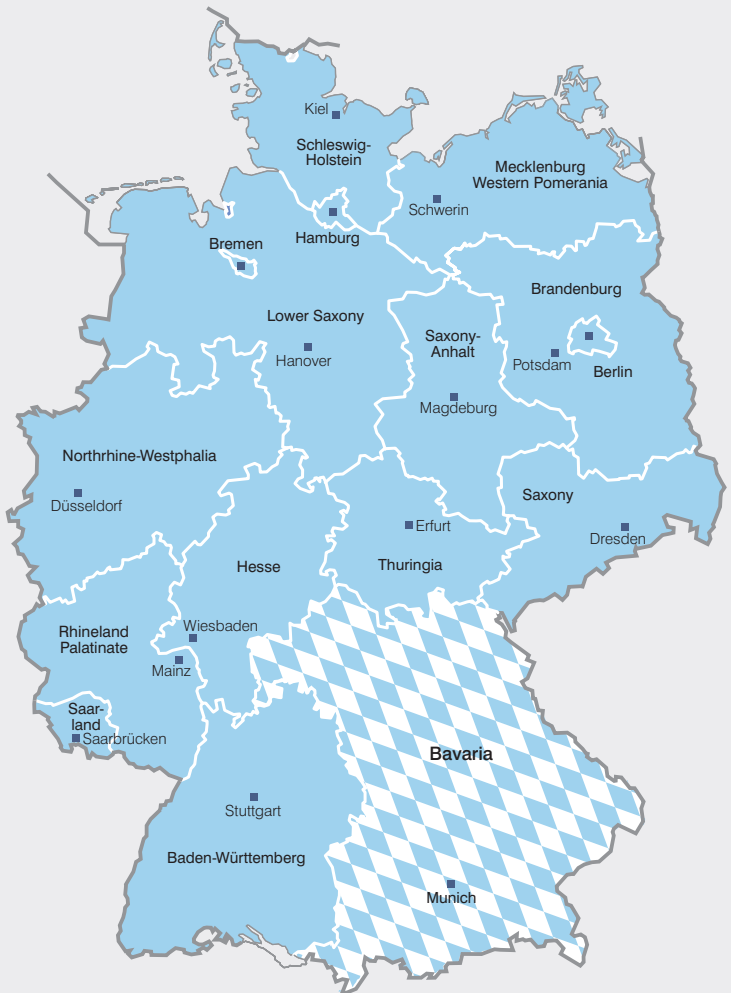 Kiel
Schleswig-
Holstein
Mecklenburg
Western Pomerania
Schwerin
Hamburg
Bremen
Brandenburg
Lower Saxony
Saxony-
Anhalt
Hanover
Potsdam
Berlin
Magdeburg
Northrhine-Westphalia
Düsseldorf
Saxony
Erfurt
Dresden
Hesse
Thuringia
Wiesbaden
Rhineland
Palatinate
Mainz
Saar-
land
Saarbrücken
Bavaria
Stuttgart
Baden-Württemberg
Munich